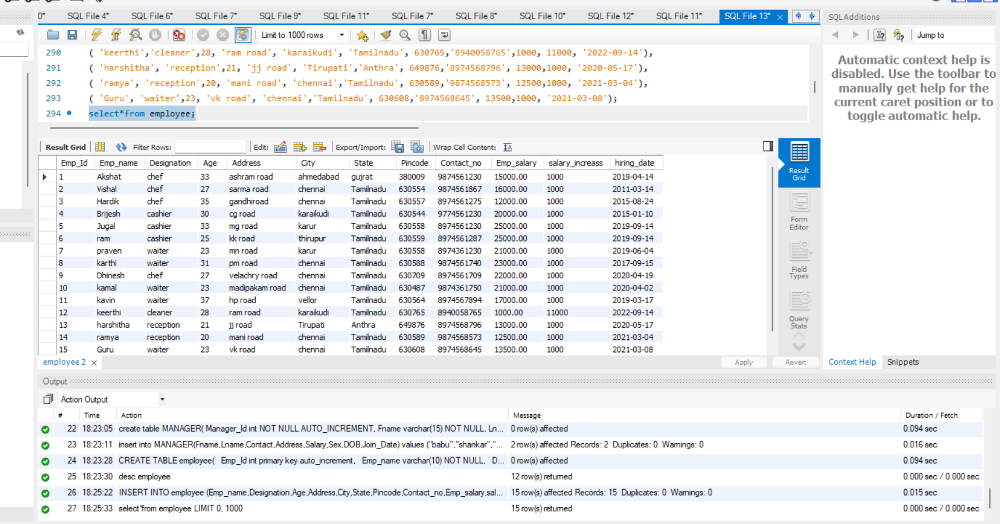 0* SQL File 4* SQL File 6* SQL File 7* SQL File 9* SQL File 11* SQL File 7* SQL File 8* SQL File 10* SQL File 12* SQL File 11* SQL File 13* SQLAdditions
Limit to 1000 rows Jump to
290 ( 'keerthi','cleaner',28, 'ram road', 'karaikudi', 'Tamilnadu', 630765,'8940058765',1000, 11000, '2022-09-14'),
291 ( 'harshitha', 'reception',21, 'jj road', 'Tirupati','Anthra', 649876,'8974568796', 13000,1000, '2020-05-17'),
292 ( 'ramya', 'reception',20, 'mani road', 'chennai','Tamilnadu', 630589,'9874568573', 12500,1000, '2021-03-04'),
293 ( 'Guru', 'waiter',23, 'vk road', 'chennai','Tamilnadu', 630608,'8974568645', 13500,1000, '2021-03-08');
294 select*from employee;
Automatic context help is
disabled. Use the toolbar to
manually get help for the
current caret position or to
toggle automatic help.
Result Grid Filter Rows: Edit: Export/Import: Wrap Cell Content:
Emp_Id Emp_name Designation Age Address City State Pincode Contact_no Emp_salary salary_increass hiring_date
1 Akshat chef 33 ashram road ahmedabad gujrat 380009 9874561230 15000.00 1000 2019-04-14
2 Vishal chef 27 sarma road chennai Tamilnadu 630554 9874561867 16000.00 1000 2011-03-14
3 Hardik chef 35 gandhiroad chennai Tamilnadu 630557 8974561275 12000.00 1000 2015-08-24
4 Brijesh cashier 30 cg road karaikudi Tamilnadu 630544 9774561230 20000.00 1000 2015-01-10
5 Jugal cashier 33 mg road karur Tamilnadu 630558 8974561230 25000.00 1000 2019-09-14
6 ram cashier 25 kk road thirupur Tamilnadu 630559 8974561287 25000.00 1000 2019-09-14
7 praven waiter 23 mn road karur Tamilnadu 630558 8974361230 21000.00 1000 2019-06-04
8 karthi waiter 31 pm road chennai Tamilnadu 630588 8974561740 23000.00 1000 2017-09-15
9 Dhinesh chef 27 velachry road chennai Tamilnadu 630709 8974561709 22000.00 1000 2020-04-19
10 kamal waiter 23 madipakam road chennai Tamilnadu 630487 9874361750 21000.00 1000 2020-04-02
11 kavin waiter 37 hp road vellor Tamilnadu 630564 8974567894 17000.00 1000 2019-03-17
12 keerthi cleaner 28 ram road karaikudi Tamilnadu 630765 8940058765 1000.00 11000 2022-09-14
13 harshitha reception 21 jj road Tirupati Anthra 649876 8974568796 13000.00 1000 2020-05-17
14 ramya reception 20 mani road chennai Tamilnadu 630589 9874568573 12500.00 1000 2021-03-04
15 Guru waiter 23 vk road chennai Tamilnadu 630608 8974568645 13500.00 1000 2021-03-08
Result
Grid
Form
Editor
Field
Types
Query
Stats
employee 2 Apply Revert Context Help Snippets
Output
Action Output
# Time Action Message Duration / Fetch
22 18:23:05 create table MANAGER( Manager_Id int NOT NULL AUTO_INCREMENT, Fname varchar(15) NOT NULL, Ln... 0 row(s) affected 0.094 sec
23 18:23:11 insert into MANAGER(Fname,Lname,Contact,Address,Salary,Sex,DOB,Join_Date) values ("babu","shankar","... 2 row(s) affected Records: 2 Duplicates: 0 Warnings: 0 0.016 sec
24 18:23:28 CREATE TABLE employee( Emp_Id int primary key auto_increment, Emp_name varchar(10) NOT NULL, D... 0 row(s) affected 0.094 sec
25 18:23:30 desc employee 12 row(s) returned 0.000 sec / 0.000 sec
26 18:25:22 INSERT INTO employee (Emp_name,Designation,Age,Address,City,State,Pincode,Contact_no,Emp_salary,sal... 15 row(s) affected Records: 15 Duplicates: 0 Warnings: 0 0.015 sec
27 18:25:33 select*from employee LIMIT 0, 1000 15 row(s) returned 0.000 sec / 0.000 sec